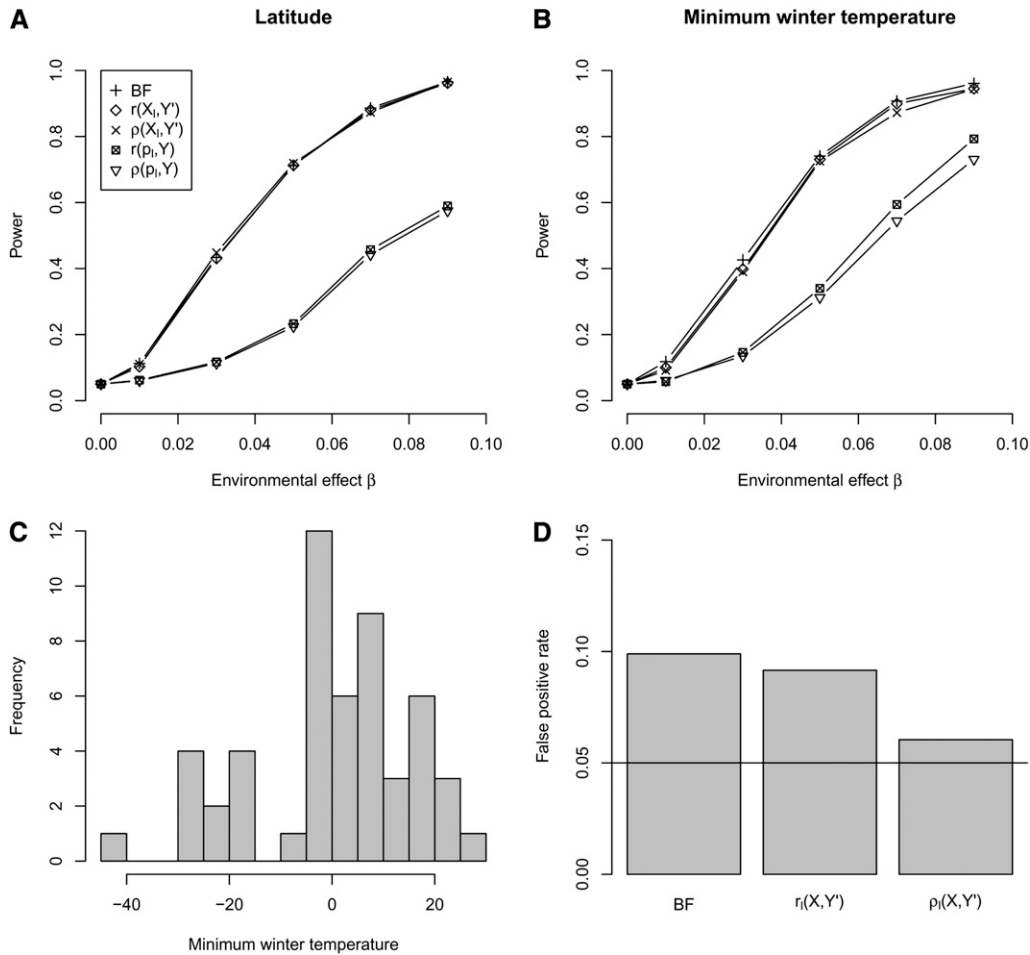 A
Latitude
BF
r(Xₗ,Y')
ρ(Xₗ,Y')
r(pₗ,Y)
ρ(pₗ,Y)
Power
1.0
0.8
0.6
0.4
0.2
0.0
0.00 0.02 0.04 0.06 0.08 0.10
Environmental effect β
B
Minimum winter temperature
Power
1.0
0.8
0.6
0.4
0.2
0.0
0.00 0.02 0.04 0.06 0.08 0.10
Environmental effect β
C
Frequency
12
10
8
6
4
2
0
−40 −20 0 20
Minimum winter temperature
D
False positive rate
0.15
0.10
0.05
0.00
BF rₗ(X,Y') ρₗ(X,Y')